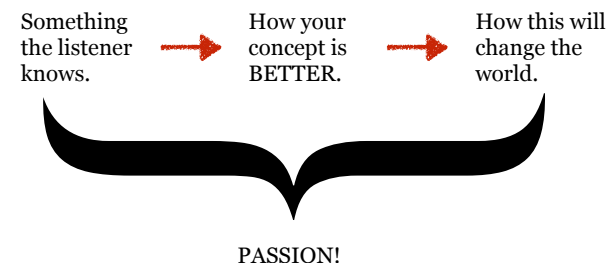 Something
the listener
knows.
How your
concept is
BETTER.
How this will
change the
world.
PASSION!